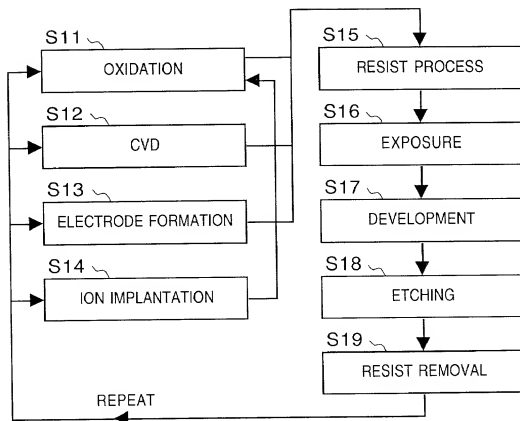 S11
OXIDATION
S12
CVD
S13
ELECTRODE FORMATION
S14
ION IMPLANTATION
S15
RESIST PROCESS
S16
EXPOSURE
S17
DEVELOPMENT
S18
ETCHING
S19
RESIST REMOVAL
REPEAT